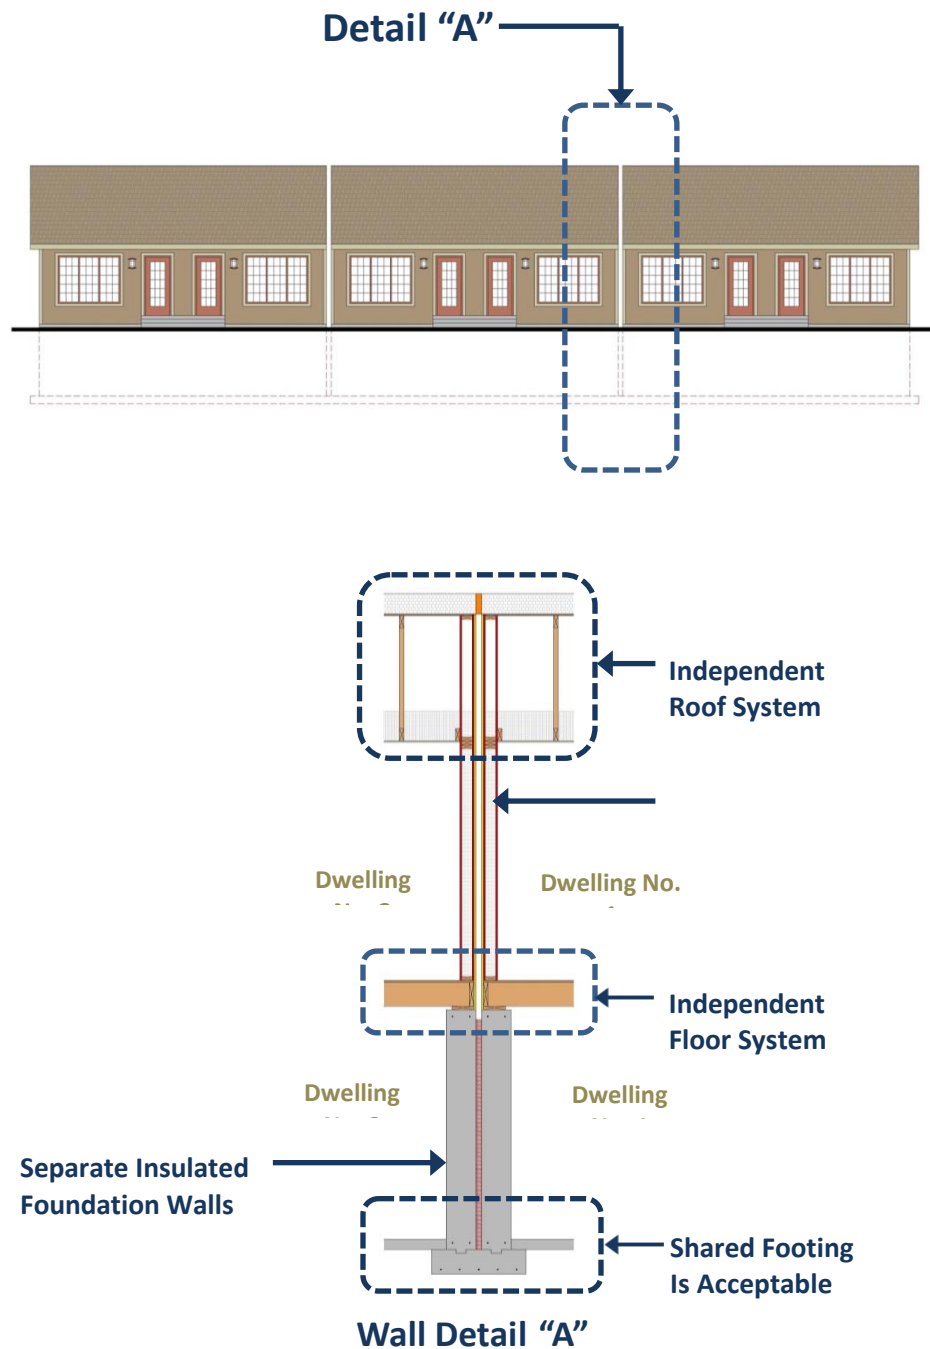 Detail “A”
Independent
Roof System
Dwelling
Dwelling No.
Independent
Floor System
Dwelling
Dwelling
Separate Insulated
Foundation Walls
Shared Footing
Is Acceptable
Wall Detail “A”